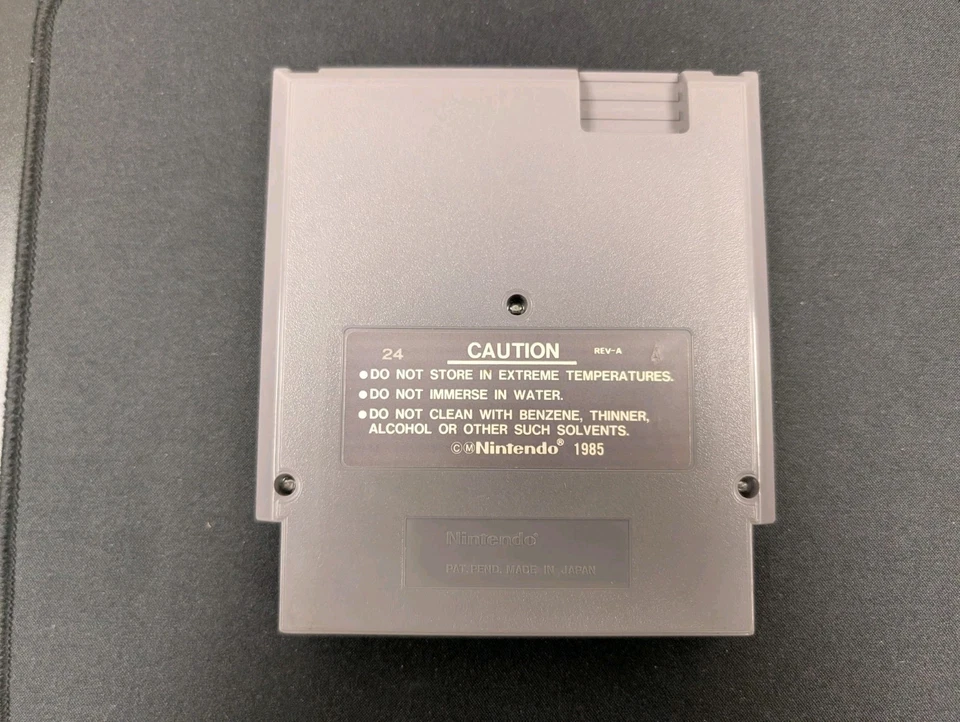 24 CAUTION REV-A
●DO NOT STORE IN EXTREME TEMPERATURES.
●DO NOT IMMERSE IN WATER.
●DO NOT CLEAN WITH BENZENE, THINNER,
ALCOHOL OR OTHER SUCH SOLVENTS.
©ⓂNintendo® 1985
Nintendo®
PAT. PEND. MADE IN JAPAN